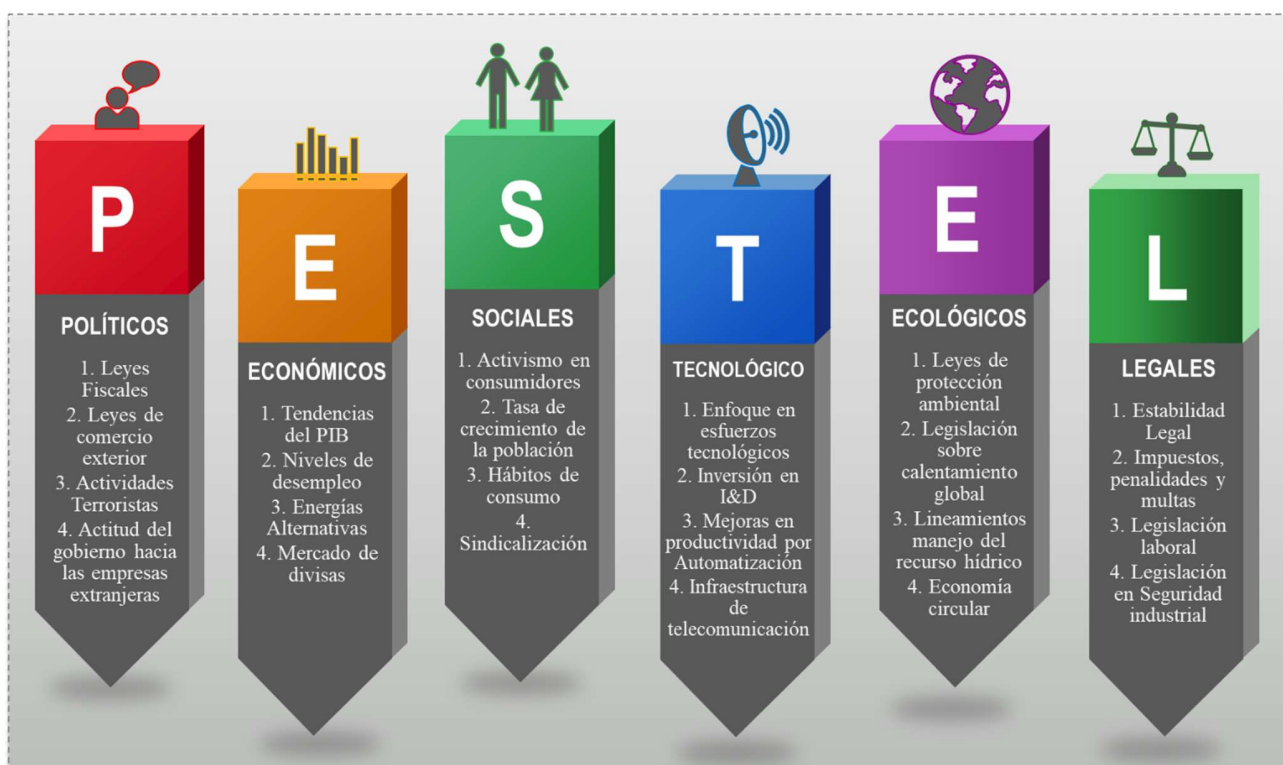 P
POLÍTICOS
1. Leyes
Fiscales
2. Leyes de
comercio
exterior
3. Actividades
Terroristas
4. Actitud del
gobierno hacia
las empresas
extranjeras
E
ECONÓMICOS
1. Tendencias
del PIB
2. Niveles de
desempleo
3. Energías
Alternativas
4. Mercado de
divisas
S
SOCIALES
1. Activismo en
consumidores
2. Tasa de
crecimiento de
la población
3. Hábitos de
consumo
4.
Sindicalización
T
TECNOLÓGICO
1. Enfoque en
esfuerzos
tecnológicos
2. Inversión en
I&D
3. Mejoras en
productividad por
Automatización
4. Infraestructura
de
telecomunicación
E
ECOLÓGICOS
1. Leyes de
protección
ambiental
2. Legislación
sobre
calentamiento
global
3. Lineamientos
manejo del
recurso hídrico
4. Economía
circular
L
LEGALES
1. Estabilidad
Legal
2. Impuestos,
penalidades y
multas
3. Legislación
laboral
4. Legislación
en Seguridad
industrial